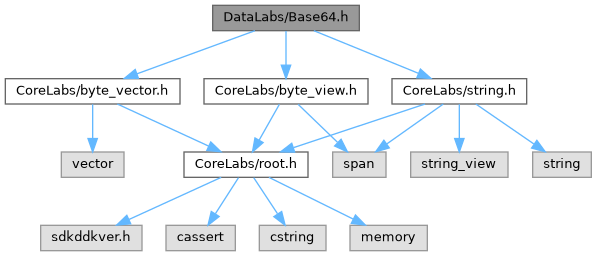 DataLabs/Base64.h
CoreLabs/byte_vector.h
CoreLabs/byte_view.h
CoreLabs/string.h
vector
CoreLabs/root.h
span
string_view
string
sdkddkver.h
cassert
cstring
memory